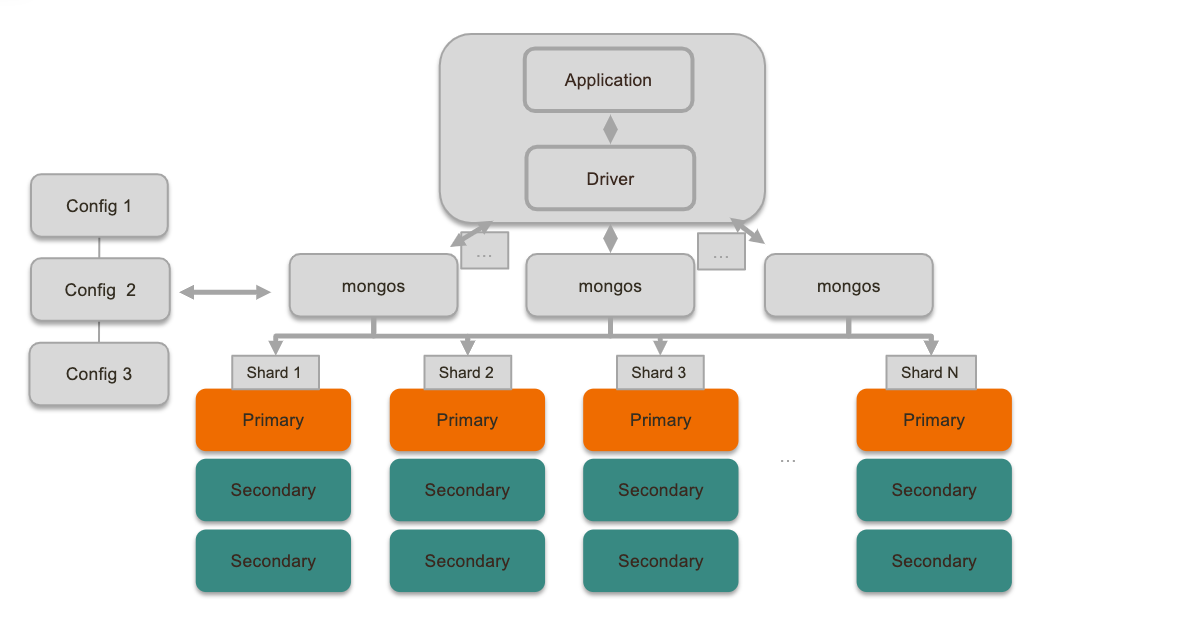 Application
Driver
Config 1
Config 2
Config 3
...
...
mongos
mongos
mongos
Shard 1
Shard 2
Shard 3
Shard N
Primary
Primary
Primary
Primary
...
Secondary
Secondary
Secondary
Secondary
Secondary
Secondary
Secondary
Secondary